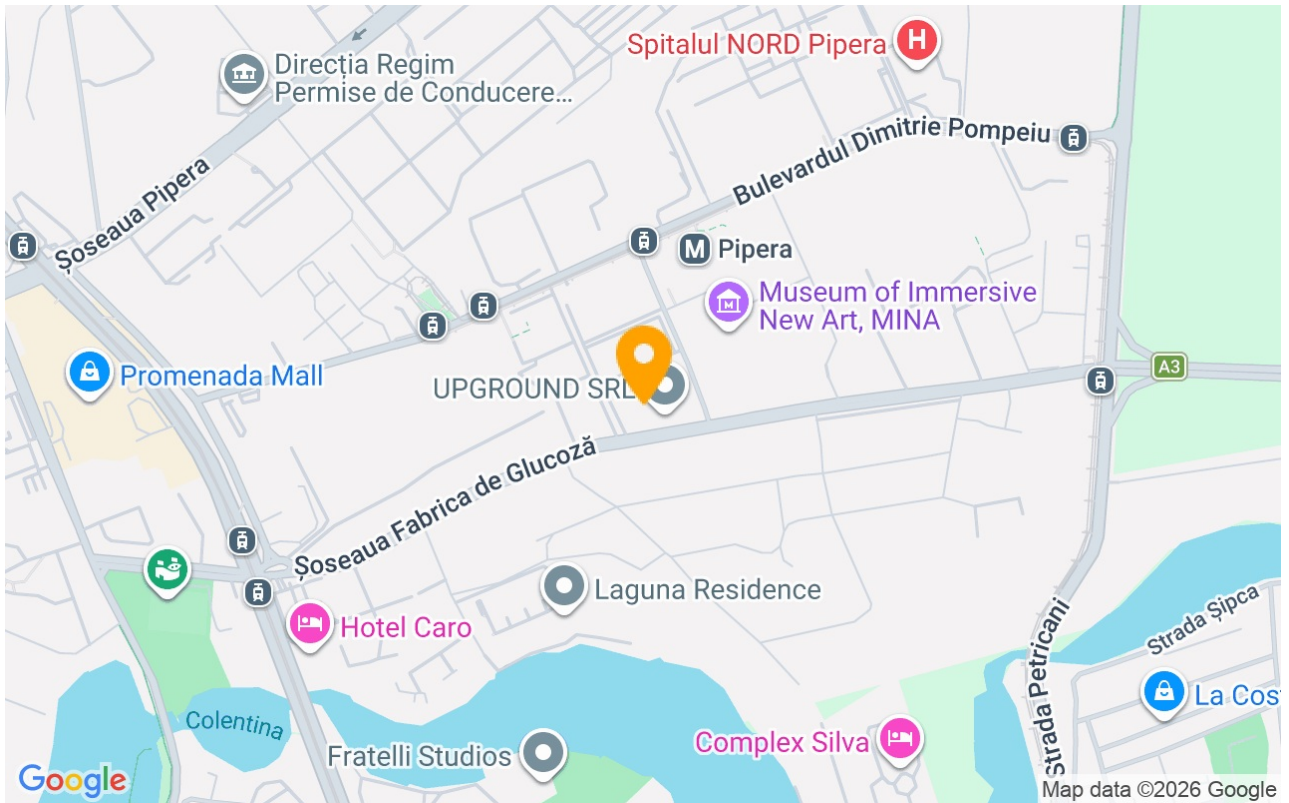 Spitalul NORD Pipera
H
Direcția Regim
Permise de Conducere...
Bulevardul Dimitrie Pompeiu
Șoseaua Pipera
M
Pipera
Museum of Immersive
New Art, MINA
A3
Promenada Mall
UPGROUND SRL
Șoseaua Fabrica de Glucoză
Laguna Residence
Hotel Caro
Strada Șipca
Strada Petricani
La Cos
Colentina
Complex Silva
Fratelli Studios
Google
Map data ©2026 Google